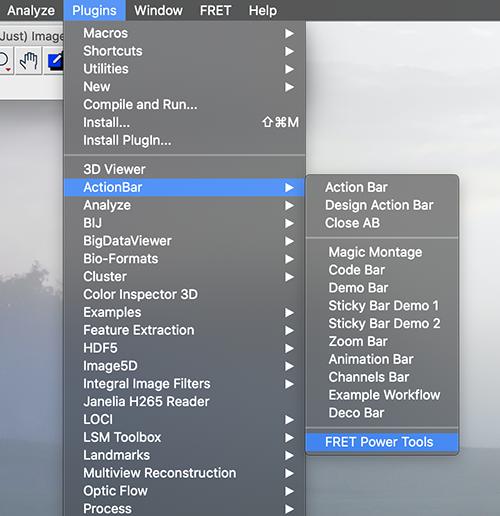 Analyze Plugins Window FRET Help
Just) Imag
Macros
Shortcuts
Utilities
New
Compile and Run...
Install... ⇧⌘M
Install PlugIn...
3D Viewer
ActionBar
Analyze
BIJ
BigDataViewer
Bio-Formats
Cluster
Color Inspector 3D
Examples
Feature Extraction
HDF5
Image5D
Integral Image Filters
Janelia H265 Reader
LOCI
LSM Toolbox
Landmarks
Multiview Reconstruction
Optic Flow
Process
Action Bar
Design Action Bar
Close AB
Magic Montage
Code Bar
Demo Bar
Sticky Bar Demo 1
Sticky Bar Demo 2
Zoom Bar
Animation Bar
Channels Bar
Example Workflow
Deco Bar
FRET Power Tools